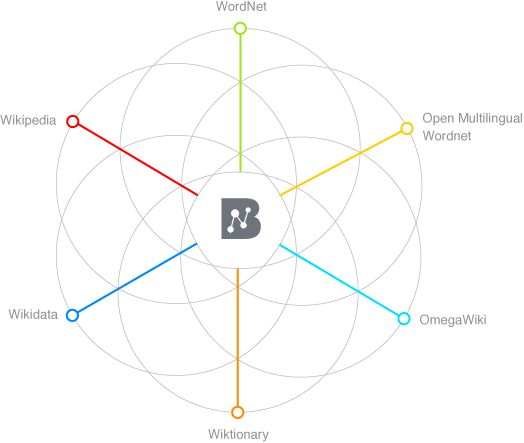 WordNet
Wikipedia
Open Multilingual
Wordnet
B
Wikidata
OmegaWiki
Wiktionary